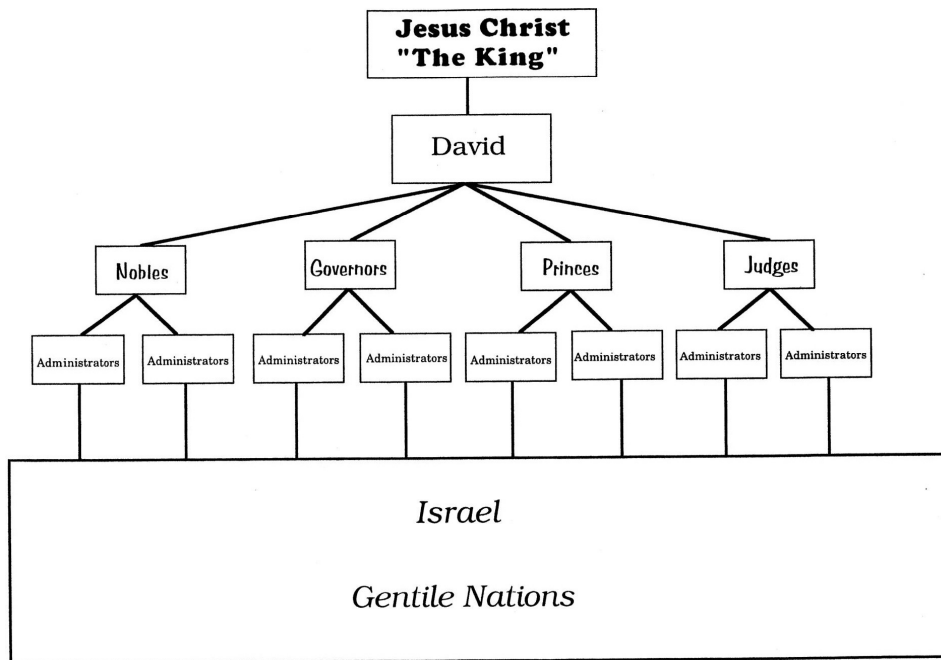 Jesus Christ
"The King"
David
Nobles
Governors
Princes
Judges
Administrators
Administrators
Administrators
Administrators
Administrators
Administrators
Administrators
Administrators
Israel
Gentile Nations